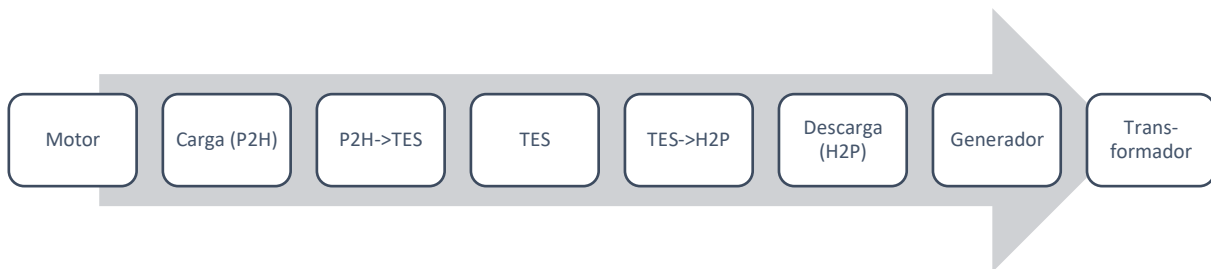 Motor
Carga (P2H)
P2H->TES
TES
TES->H2P
Descarga
(H2P)
Generador
Trans-
formador